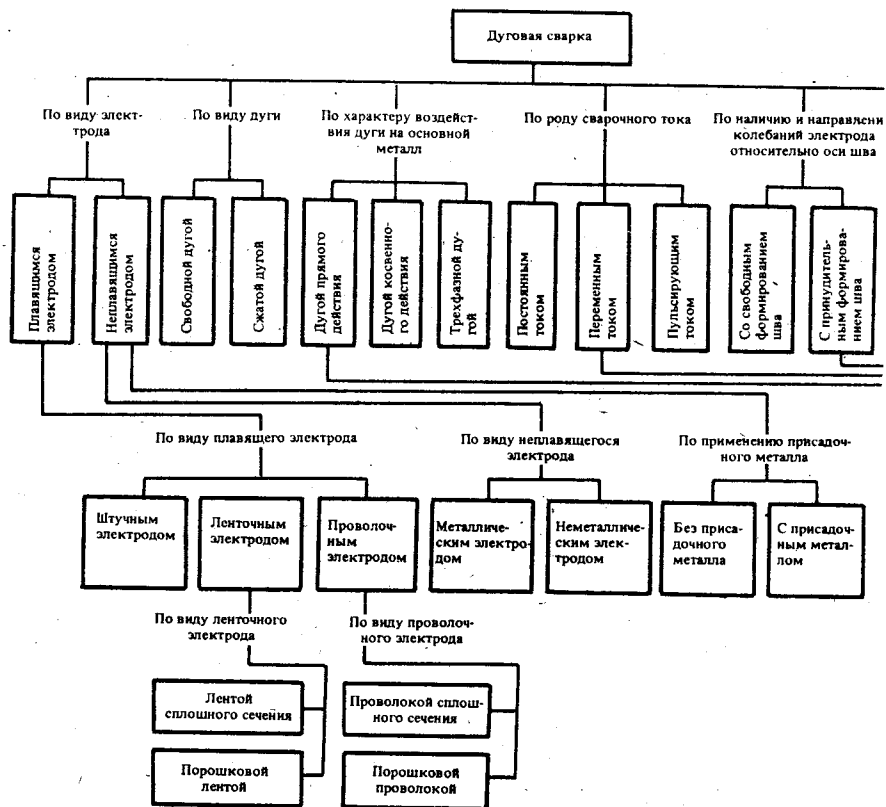 Дуговая сварка
По виду элект-
трода
По виду дуги
По характеру воздейст-
вия дуги на основной
металл
По роду сварочного тока
По наличию и направлени
колебаний электрода
относительно оси шва
Плавящимся
электродом
Неплавящимся
электродом
Свободной дугой
Сжатой дугой
Дугой прямого
действия
Дугой косвенно-
го действия
Трехфазной ду-
гой
Постоянным
током
Переменным
током
Пульсирующим
током
Со свободным
формированием
шва
С принудитель-
ным формирова-
нием шва
По виду плавящего электрода
По виду неплавящегося
электрода
По применению присадоч-
ного металла
Штучным
электродом
Ленточным
электродом
Проволоч-
ным
электродом
Металличе-
ским электро-
дом
Неметалличе-
ским элек-
тродом
Без приса-
дочного
металла
С присадоч-
ным метал-
лом
По виду ленточного
электрода
По виду проволоч-
ного электрода
Лентой
сплошного сечения
Проволокой сплош-
ного сечения
Порошковой
лентой
Порошковой
проволокой